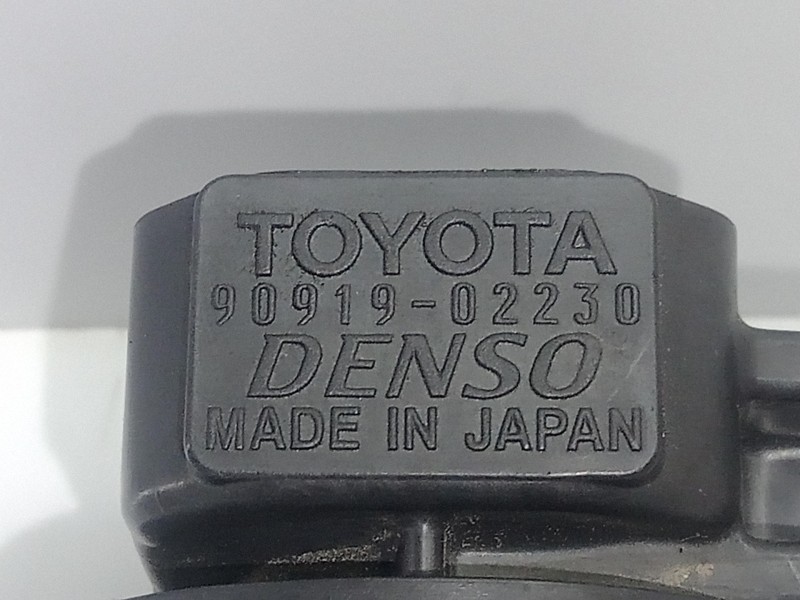 TOYOTA
90919-02230
DENSO
MADE IN JAPAN